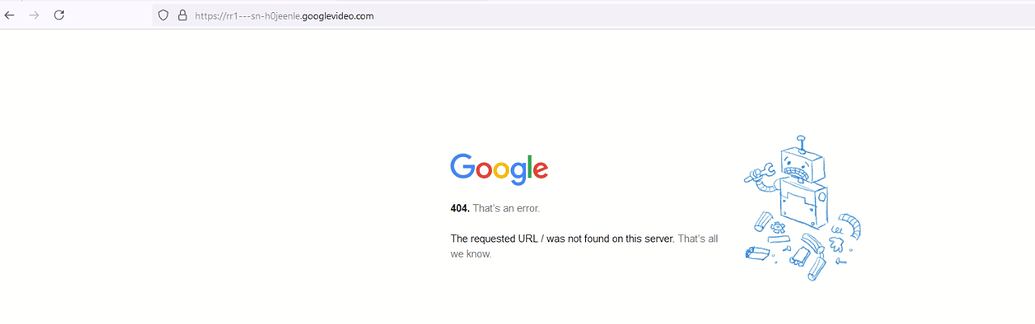 https://rr1---sn-h0jeenle.googlevideo.com
Google
404. That's an error.
The requested URL / was not found on this server. That's all
we know.